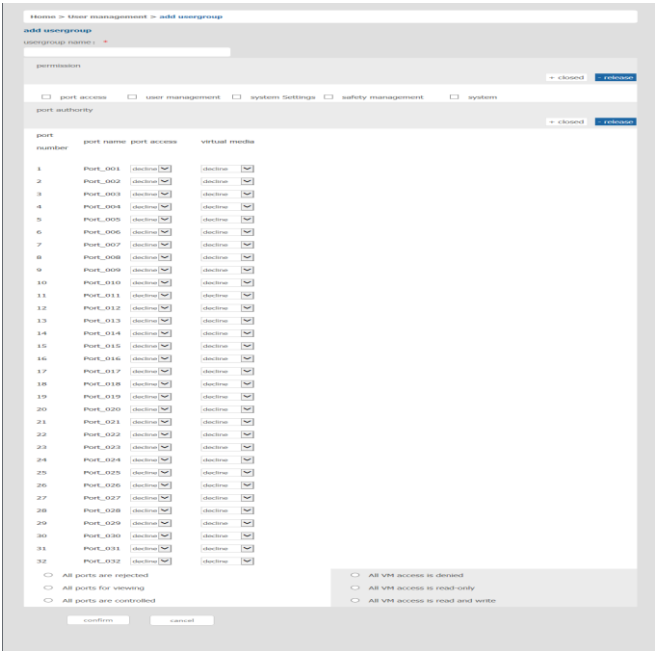 Home > User management > add usergroup
add usergroup
usergroup name: *
permission
+ closed - release
port access user management system Settings safety management system
port authority
+ closed - release
port number port name port access virtual media
1 Port_001 decline decline
2 Port_002 decline decline
3 Port_003 decline decline
4 Port_004 decline decline
5 Port_005 decline decline
6 Port_006 decline decline
7 Port_007 decline decline
8 Port_008 decline decline
9 Port_009 decline decline
10 Port_010 decline decline
11 Port_011 decline decline
12 Port_012 decline decline
13 Port_013 decline decline
14 Port_014 decline decline
15 Port_015 decline decline
16 Port_016 decline decline
17 Port_017 decline decline
18 Port_018 decline decline
19 Port_019 decline decline
20 Port_020 decline decline
21 Port_021 decline decline
22 Port_022 decline decline
23 Port_023 decline decline
24 Port_024 decline decline
25 Port_025 decline decline
26 Port_026 decline decline
27 Port_027 decline decline
28 Port_028 decline decline
29 Port_029 decline decline
30 Port_030 decline decline
31 Port_031 decline decline
32 Port_032 decline decline
All ports are rejected All VM access is denied
All ports for viewing All VM access is read-only
All ports are controlled All VM access is read and write
confirm cancel